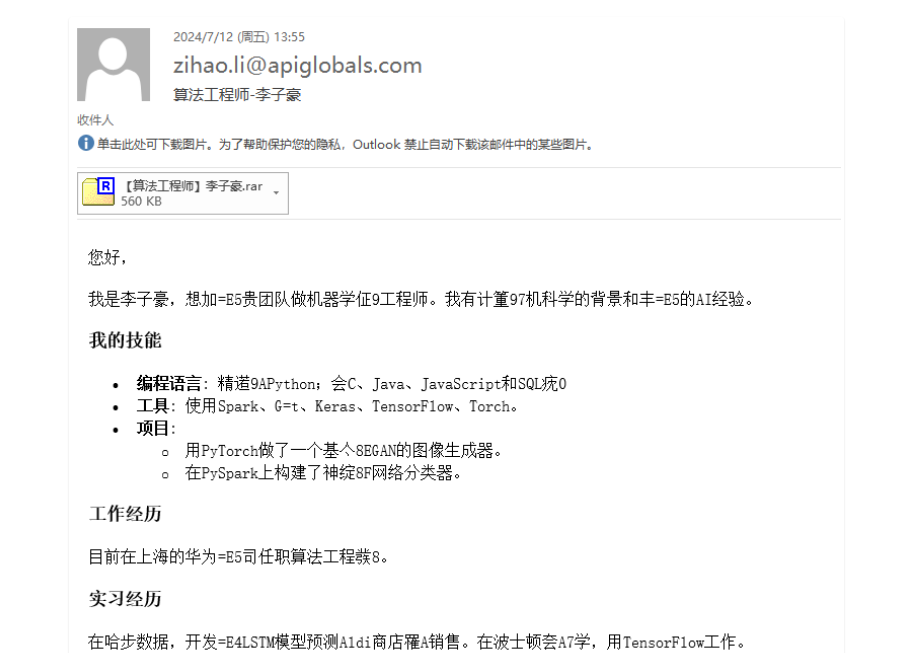 2024/7/12 (周五) 13:55
zihao.li@apiglobals.com
算法工程师-李子豪
收件人
单击此处可下载图片。为了帮助保护您的隐私，Outlook 禁止自动下载该邮件中的某些图片。
【算法工程师】李子豪.rar
560 KB
您好，
我是李子豪，想加=E5贵团队做机器学征9工程师。我有计篂97机科学的背景和丰=E5的AI经验。
我的技能
编程语言：精逪9APython；会C、Java、JavaScript和SQL疣0
工具：使用Spark、G=t、Keras、TensorFlow、Torch。
项目：
用PyTorch做了一个基亽8EGAN的图像生成器。
在PySpark上构建了神绽8F网络分类器。
工作经历
目前在上海的华为=E5司任职算法工程8。
实习经历
在哈步数据，开发=E4LSTM模型预测Aldi商店A销售。在波士顿A7学，用TensorFlow工作。